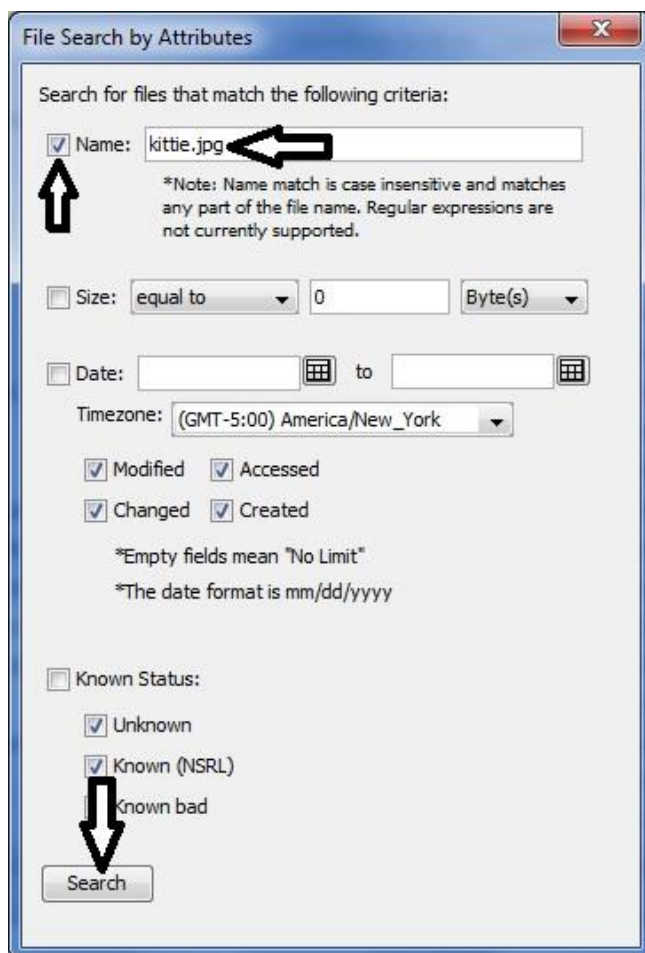 File Search by Attributes
Search for files that match the following criteria:
Name: kittie.jpg
*Note: Name match is case insensitive and matches
any part of the file name. Regular expressions are
not currently supported.
Size: equal to 0 Byte(s)
Date: to
Timezone: (GMT-5:00) America/New_York
Modified Accessed
Changed Created
*Empty fields mean "No Limit"
*The date format is mm/dd/yyyy
Known Status:
Unknown
Known (NSRL)
Known bad
Search